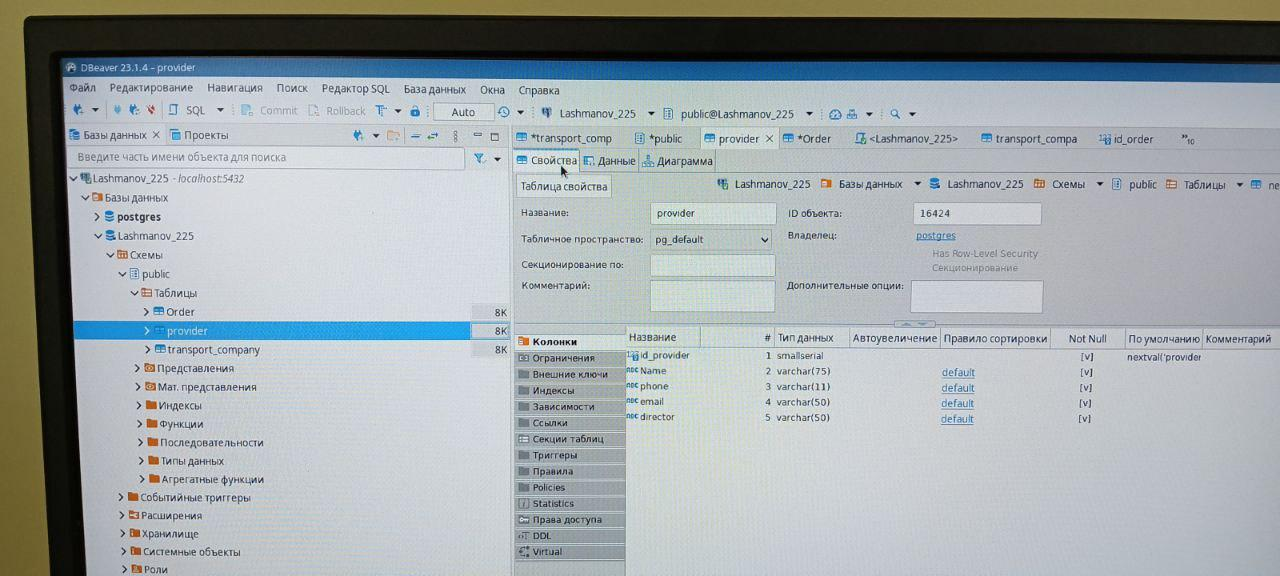 DBeaver 23.1.4 - provider
Файл Редактирование Навигация Поиск Редактор SQL База данных Окна Справка
SQL Commit Rollback Auto Lashmanov_225 public@Lashmanov_225
Базы данных Проекты
*transport_comp *public provider *Order <Lashmanov_225> transport_compa id_order »10
Введите часть имени объекта для поиска
Свойства Данные Диаграмма
Таблица свойства
Lashmanov_225 Базы данных Lashmanov_225 Схемы public Таблицы
Lashmanov_225 - localhost:5432
Базы данных
postgres
Lashmanov_225
Схемы
public
Таблицы
Order 8K
provider 8K
transport_company 8K
Представления
Мат. представления
Индексы
Функции
Последовательности
Типы данных
Агрегатные функции
Событийные триггеры
Расширения
Хранилище
Системные объекты
Роли
Название: provider ID объекта: 16424
Табличное пространство: pg_default Владелец: postgres
Has Row-Level Security
Секционирование по: Секционирование
Комментарий: Дополнительные опции:
Колонки
Ограничения
Внешние ключи
Индексы
Зависимости
Ссылки
Секции таблиц
Триггеры
Правила
Policies
Statistics
Права доступа
DDL
Virtual
Название # Тип данных Автоувеличение Правило сортировки Not Null По умолчанию Комментарий
123 id_provider 1 smallserial [v] nextval('provider
ABC Name 2 varchar(75) default [v]
ABC phone 3 varchar(11) default [v]
ABC email 4 varchar(50) default [v]
ABC director 5 varchar(50) default [v]